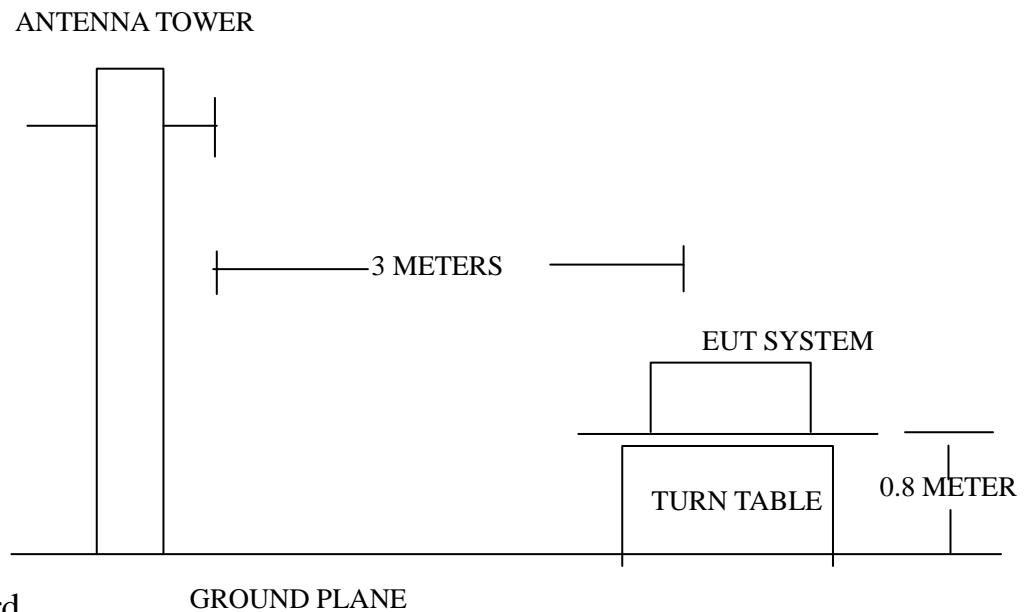 ANTENNA TOWER
3 METERS
EUT SYSTEM
0.8 METER
TURN TABLE
GROUND PLANE